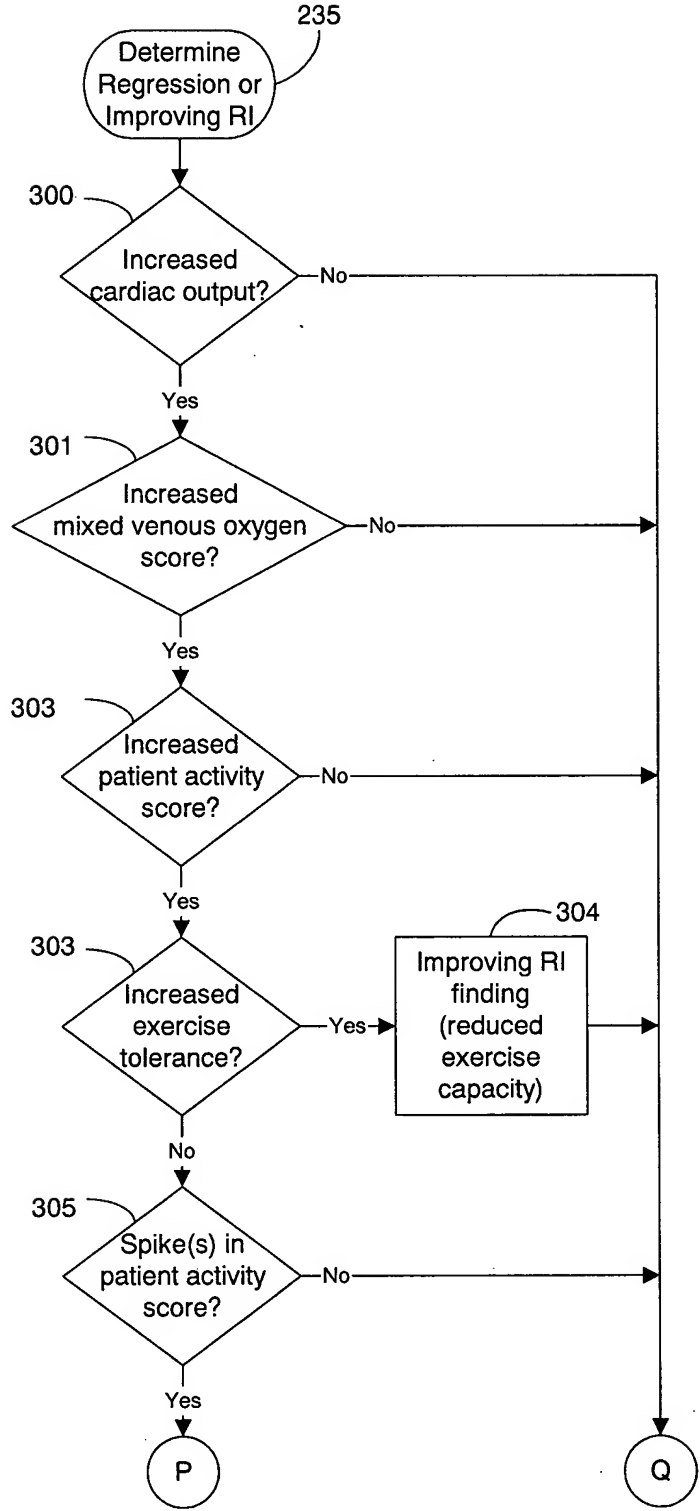 235
Determine
Regression or
Improving RI
300
Increased
cardiac output?
No
Yes
301
Increased
mixed venous oxygen
score?
No
Yes
303
Increased
patient activity
score?
No
Yes
303
Increased
exercise
tolerance?
Yes
304
Improving RI
finding
(reduced
exercise
capacity)
No
305
Spike(s) in
patient activity
score?
No
Yes
P
Q